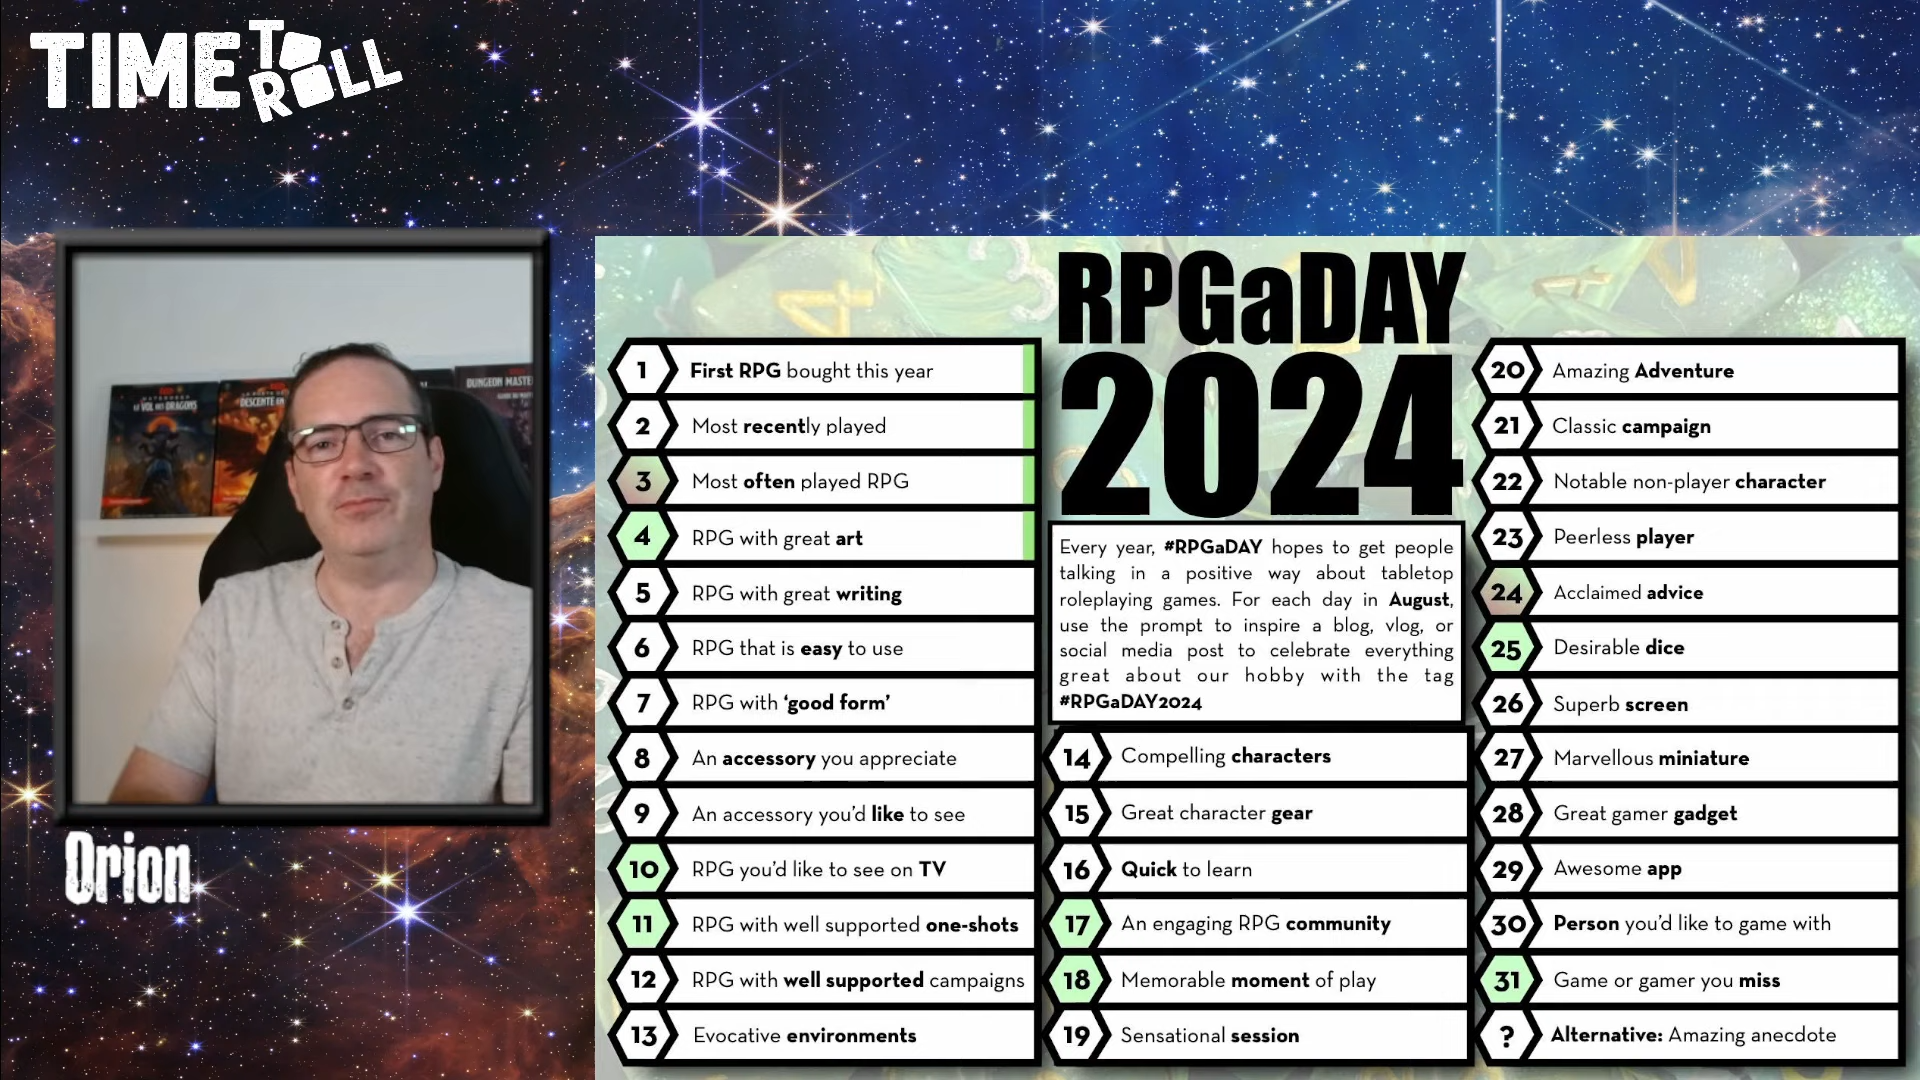 TIME TO ROLL
LE VOL DES DRAGONS
DESCENTE EN
DUNGEON MASTE
Orion
RPGaDAY
2024
1 First RPG bought this year
2 Most recently played
3 Most often played RPG
4 RPG with great art
5 RPG with great writing
6 RPG that is easy to use
7 RPG with ‘good form’
8 An accessory you appreciate
9 An accessory you’d like to see
10 RPG you’d like to see on TV
11 RPG with well supported one-shots
12 RPG with well supported campaigns
13 Evocative environments
Every year, #RPGaDAY hopes to get people
talking in a positive way about tabletop
roleplaying games. For each day in August,
use the prompt to inspire a blog, vlog, or
social media post to celebrate everything
great about our hobby with the tag
#RPGaDAY2024
14 Compelling characters
15 Great character gear
16 Quick to learn
17 An engaging RPG community
18 Memorable moment of play
19 Sensational session
20 Amazing Adventure
21 Classic campaign
22 Notable non-player character
23 Peerless player
24 Acclaimed advice
25 Desirable dice
26 Superb screen
27 Marvellous miniature
28 Great gamer gadget
29 Awesome app
30 Person you’d like to game with
31 Game or gamer you miss
? Alternative: Amazing anecdote